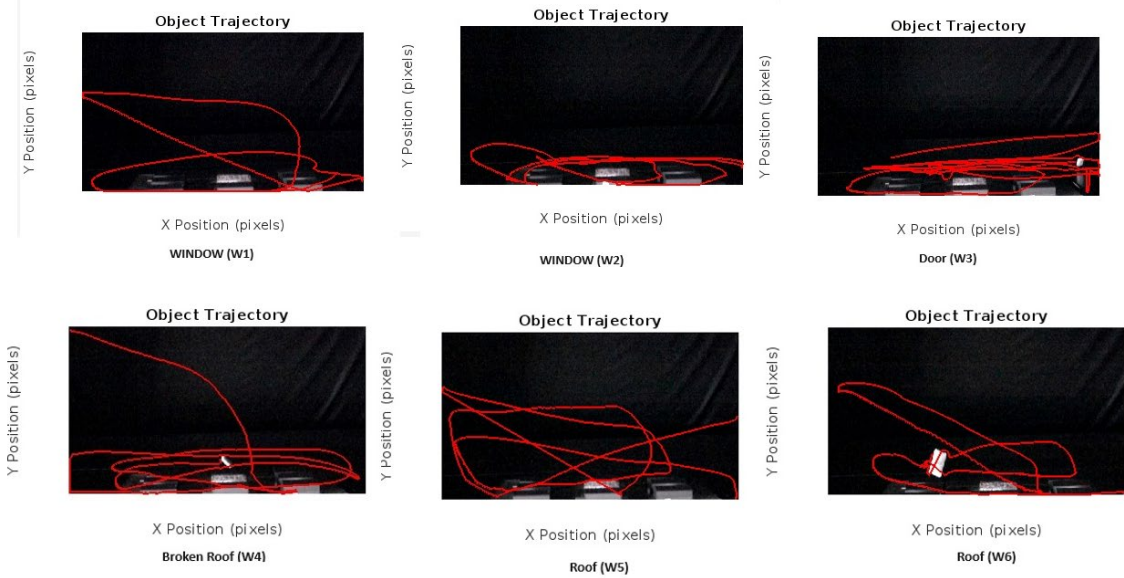 Object Trajectory
Y Position (pixels)
X Position (pixels)
WINDOW (W1)
Object Trajectory
Y Position (pixels)
X Position (pixels)
WINDOW (W2)
Object Trajectory
Y Position (pixels)
X Position (pixels)
Door (W3)
Object Trajectory
Y Position (pixels)
X Position (pixels)
Broken Roof (W4)
Object Trajectory
Y Position (pixels)
X Position (pixels)
Roof (W5)
Object Trajectory
Y Position (pixels)
X Position (pixels)
Roof (W6)